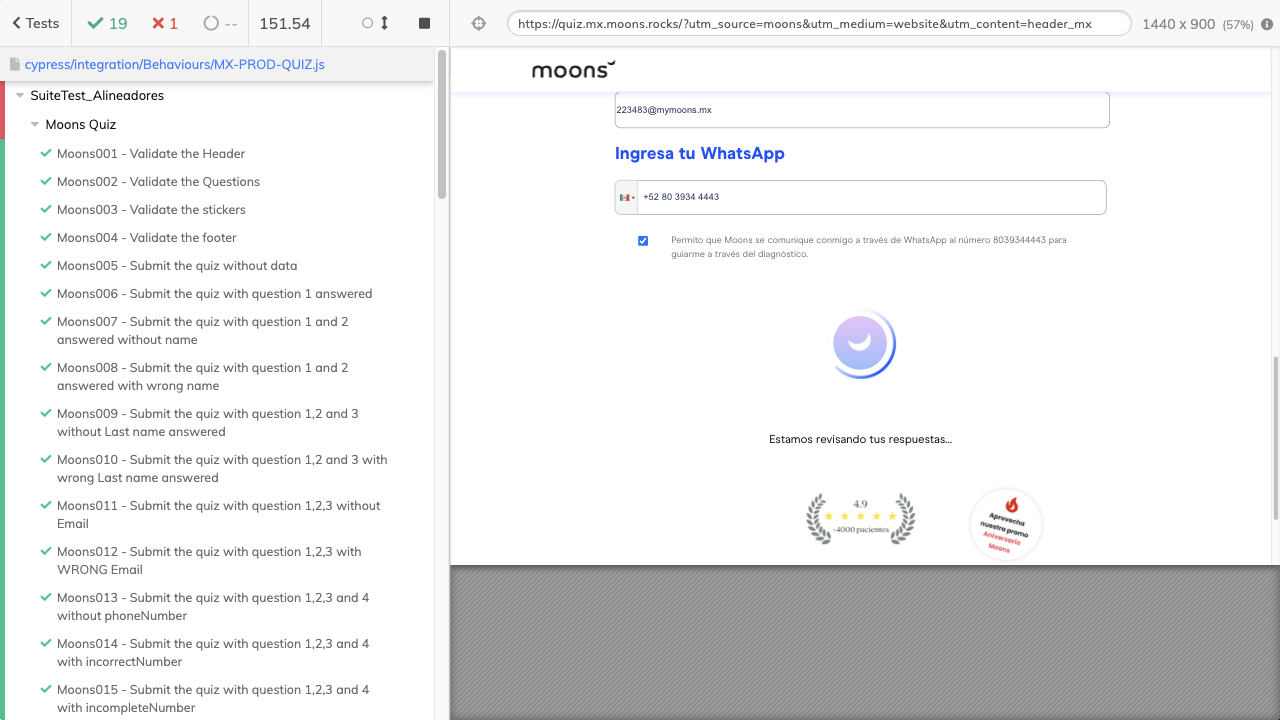 Tests
19
1
--
151.54
https://quiz.mx.moons.rocks/?utm_source=moons&utm_medium=website&utm_content=header_mx
1440 x 900 (57%)
cypress/integration/Behaviours/MX-PROD-QUIZ.js
SuiteTest_Alineadores
Moons Quiz
Moons001 - Validate the Header
Moons002 - Validate the Questions
Moons003 - Validate the stickers
Moons004 - Validate the footer
Moons005 - Submit the quiz without data
Moons006 - Submit the quiz with question 1 answered
Moons007 - Submit the quiz with question 1 and 2
answered without name
Moons008 - Submit the quiz with question 1 and 2
answered with wrong name
Moons009 - Submit the quiz with question 1,2 and 3
without Last name answered
Moons010 - Submit the quiz with question 1,2 and 3 with
wrong Last name answered
Moons011 - Submit the quiz with question 1,2,3 without
Email
Moons012 - Submit the quiz with question 1,2,3 with
WRONG Email
Moons013 - Submit the quiz with question 1,2,3 and 4
without phoneNumber
Moons014 - Submit the quiz with question 1,2,3 and 4
with incorrectNumber
Moons015 - Submit the quiz with question 1,2,3 and 4
with incompleteNumber
moons
223483@mymoons.mx
Ingresa tu WhatsApp
+52 80 3934 4443
Permito que Moons se comunique conmigo a través de WhatsApp al número 8039344443 para
guiarme a través del diagnóstico.
Estamos revisando tus respuestas...
4.9
+4000 pacientes
Aprovecha
nuestra promo
Aniversario
Moons